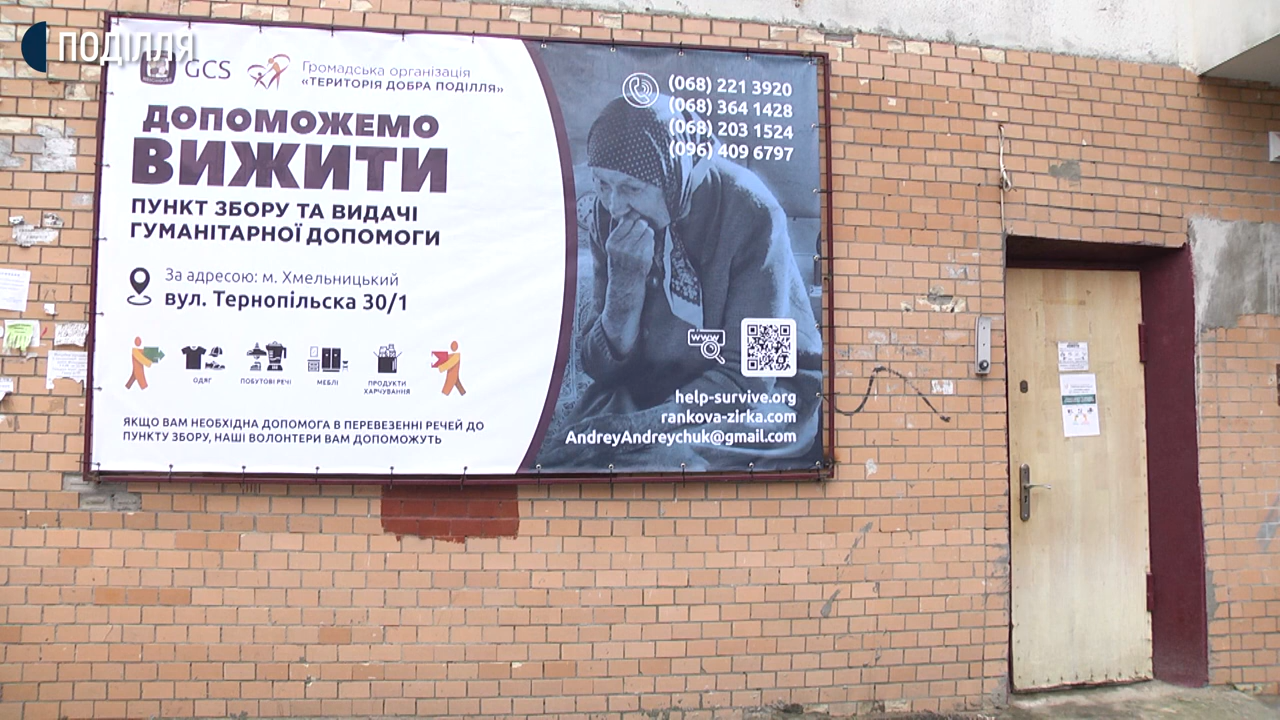 ПОДІЛЛЯ
GCS
Громадська організація
«ТЕРИТОРІЯ ДОБРА ПОДІЛЛЯ»
ДОПОМОЖЕМО
ВИЖИТИ
ПУНКТ ЗБОРУ ТА ВИДАЧІ
ГУМАНІТАРНОЇ ДОПОМОГИ
За адресою: м. Хмельницький
вул. Тернопільска 30/1
ОДЯГ
ПОБУТОВІ РЕЧІ
МЕБЛІ
ПРОДУКТИ
ХАРЧУВАННЯ
ЯКЩО ВАМ НЕОБХІДНА ДОПОМОГА В ПЕРЕВЕЗЕННІ РЕЧЕЙ ДО
ПУНКТУ ЗБОРУ, НАШІ ВОЛОНТЕРИ ВАМ ДОПОМОЖУТЬ
(068) 221 3920
(068) 364 1428
(068) 203 1524
(096) 409 6797
www
help-survive.org
rankova-zirka.com
AndreyAndreychuk@gmail.com